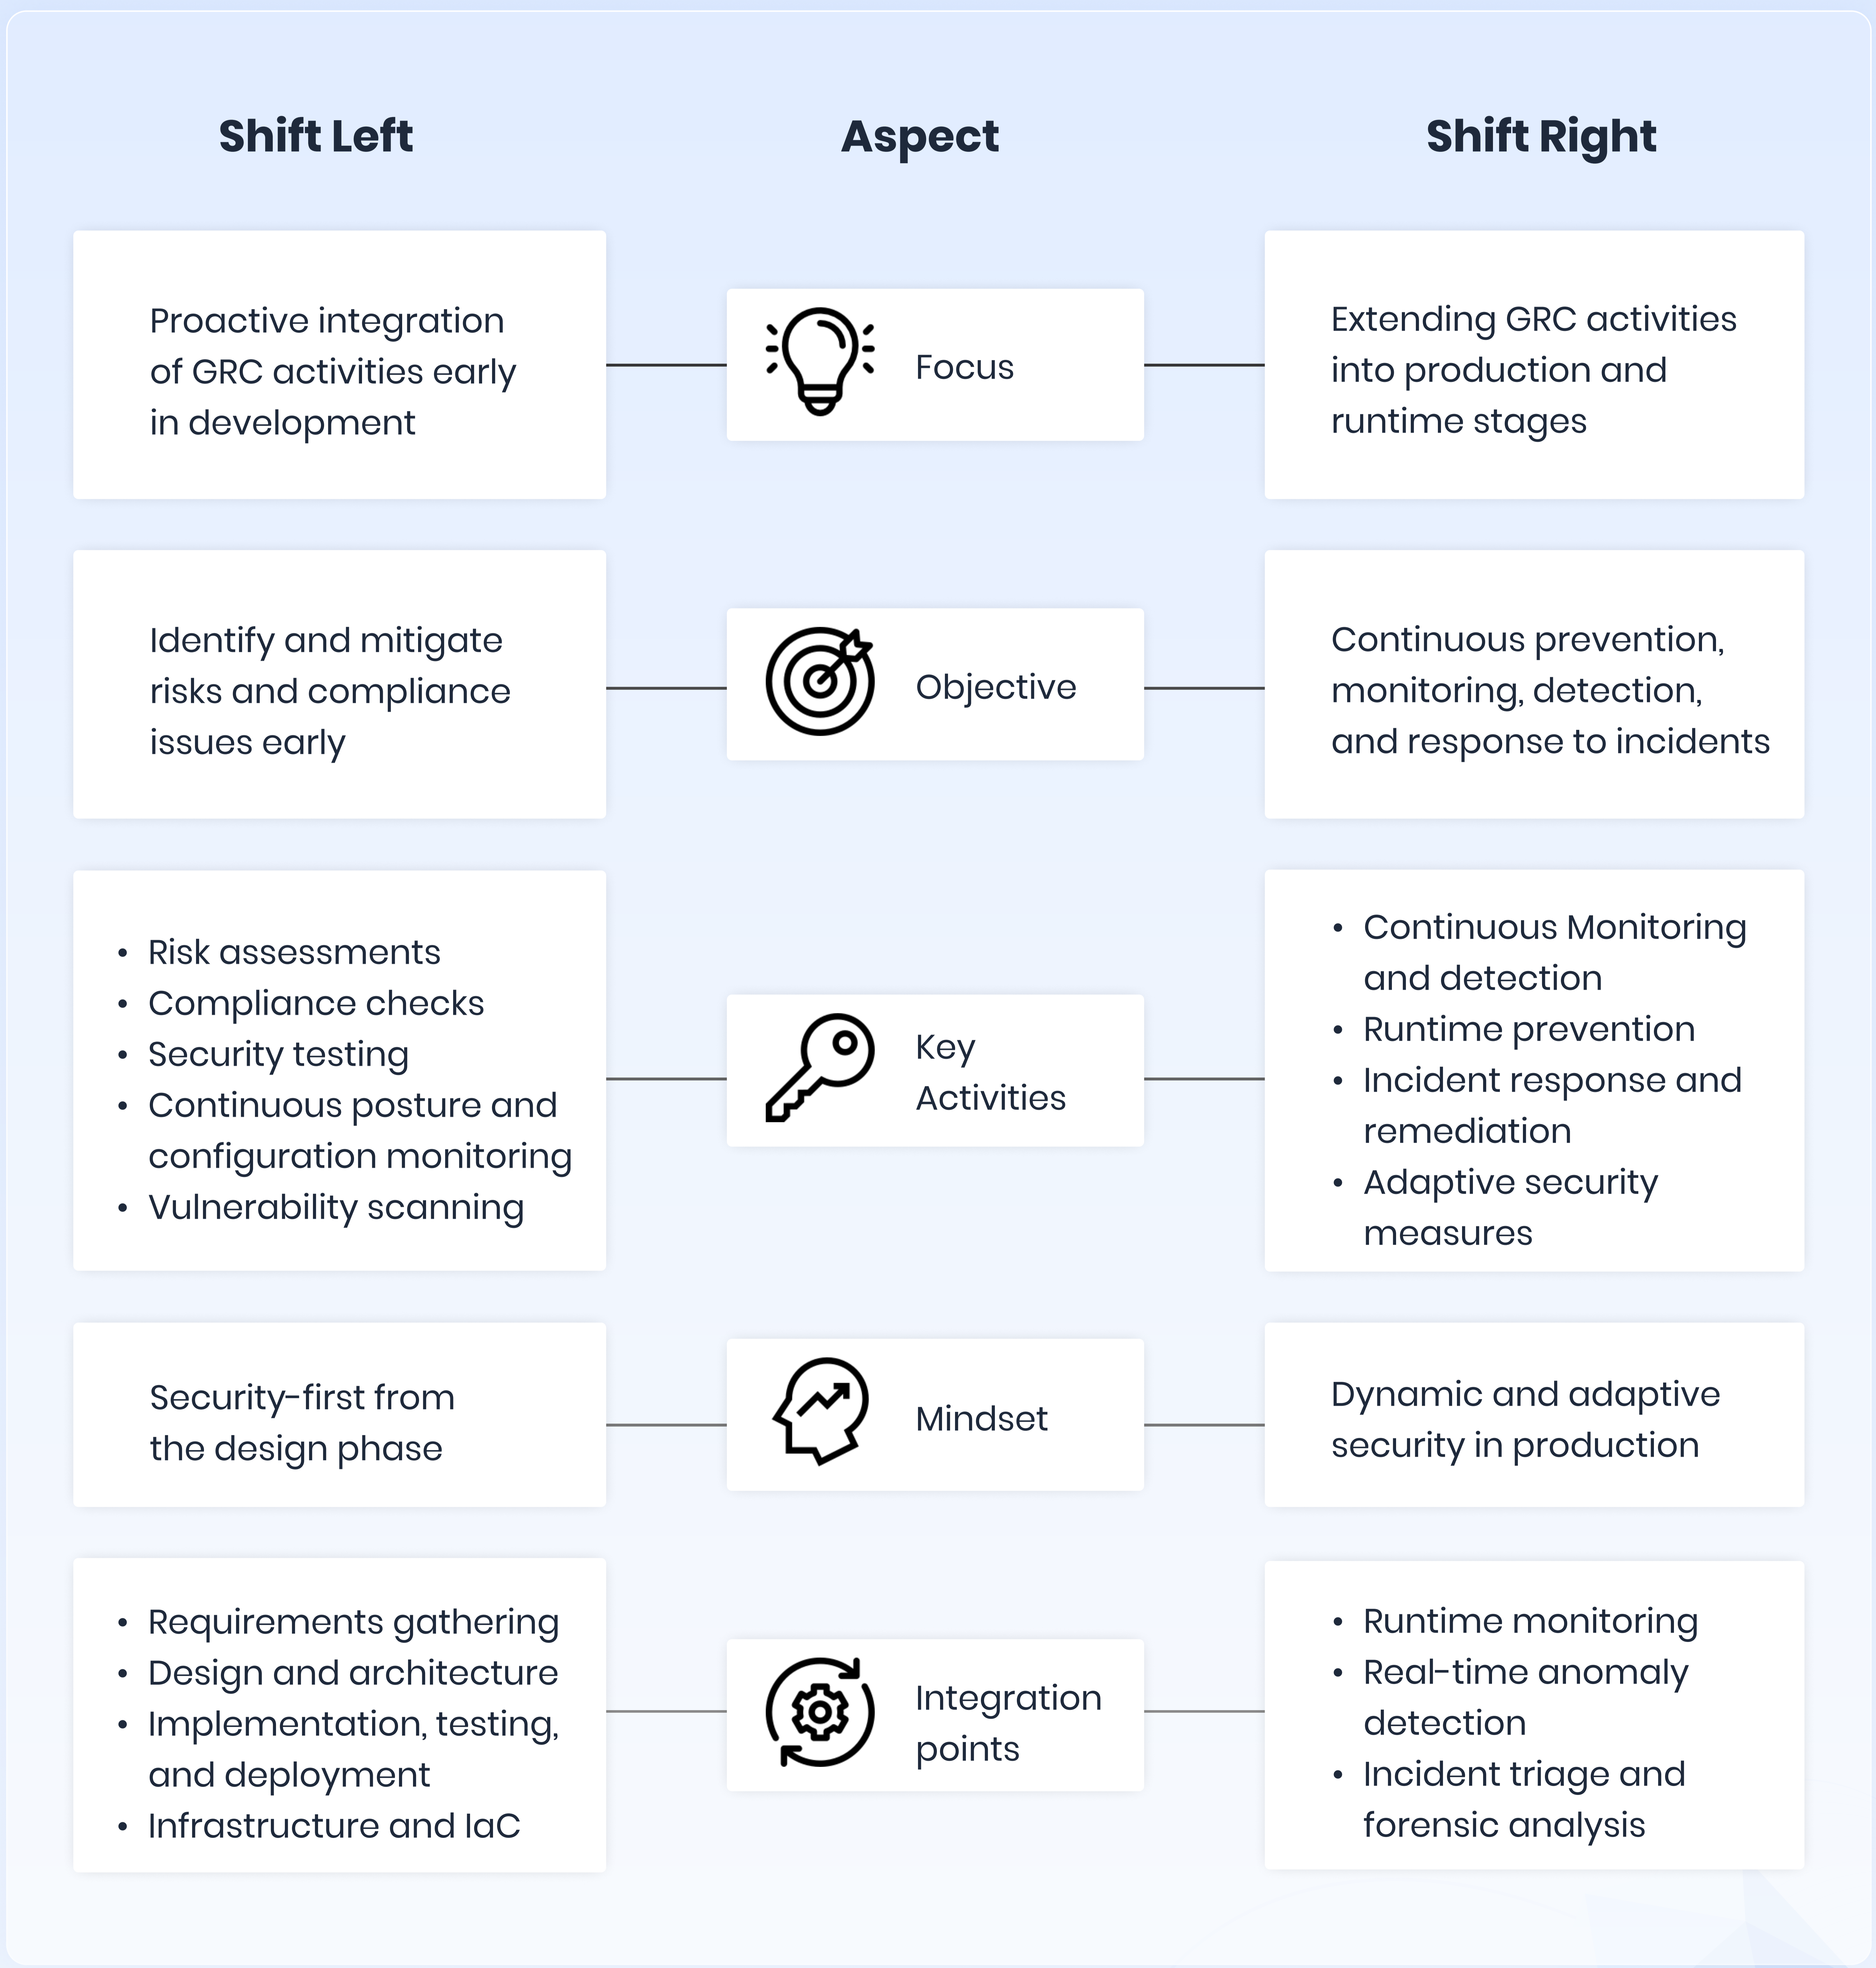 Shift Left
Aspect
Shift Right
Proactive integration
of GRC activities early
in development
Focus
Extending GRC activities
into production and
runtime stages
Identify and mitigate
risks and compliance
issues early
Objective
Continuous prevention,
monitoring, detection,
and response to incidents
• Risk assessments
• Compliance checks
• Security testing
• Continuous posture and
configuration monitoring
• Vulnerability scanning
Key
Activities
• Continuous Monitoring
and detection
• Runtime prevention
• Incident response and
remediation
• Adaptive security
measures
Security-first from
the design phase
Mindset
Dynamic and adaptive
security in production
• Requirements gathering
• Design and architecture
• Implementation, testing,
and deployment
• Infrastructure and IaC
Integration
points
• Runtime monitoring
• Real-time anomaly
detection
• Incident triage and
forensic analysis